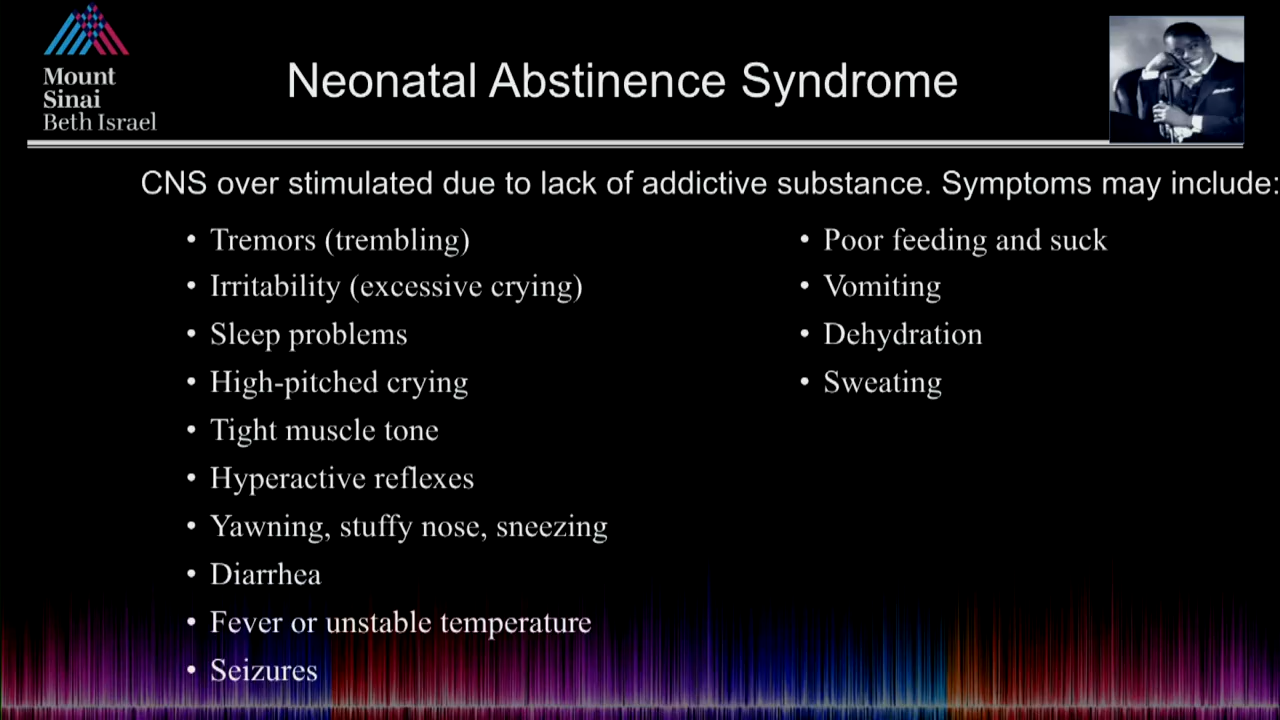 Mount
Sinai
Beth Israel
Neonatal Abstinence Syndrome
CNS over stimulated due to lack of addictive substance. Symptoms may include:
• Tremors (trembling)
• Irritability (excessive crying)
• Sleep problems
• High-pitched crying
• Tight muscle tone
• Hyperactive reflexes
• Yawning, stuffy nose, sneezing
• Diarrhea
• Fever or unstable temperature
• Seizures
• Poor feeding and suck
• Vomiting
• Dehydration
• Sweating